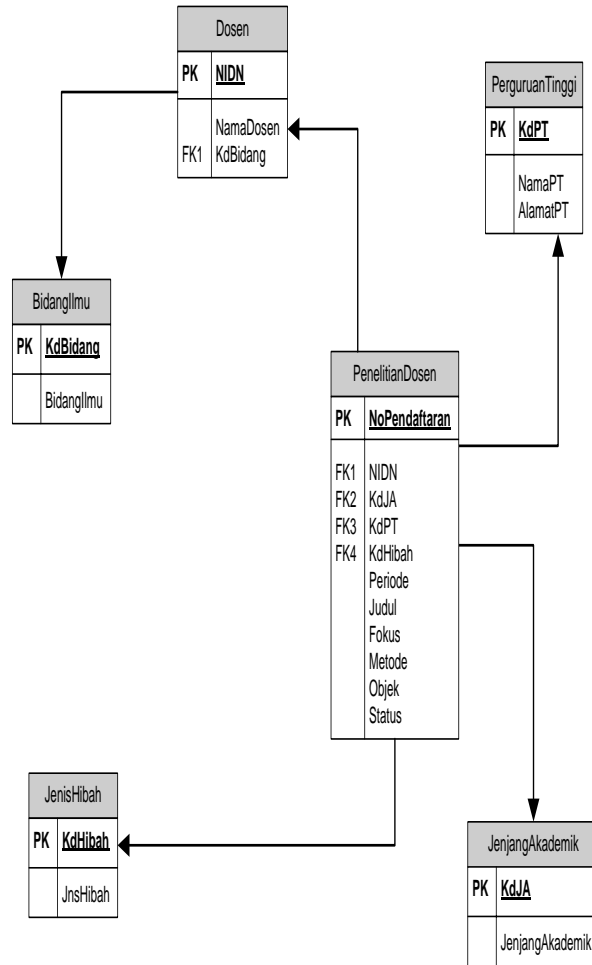 Dosen
PK NIDN
NamaDosen
FK1 KdBidang
PerguruanTinggi
PK KdPT
NamaPT
AlamatPT
BidangIlmu
PK KdBidang
BidangIlmu
PenelitianDosen
PK NoPendaftaran
FK1 NIDN
FK2 KdJA
FK3 KdPT
FK4 KdHibah
Periode
Judul
Fokus
Metode
Objek
Status
JenisHibah
PK KdHibah
JnsHibah
JenjangAkademik
PK KdJA
JenjangAkademik